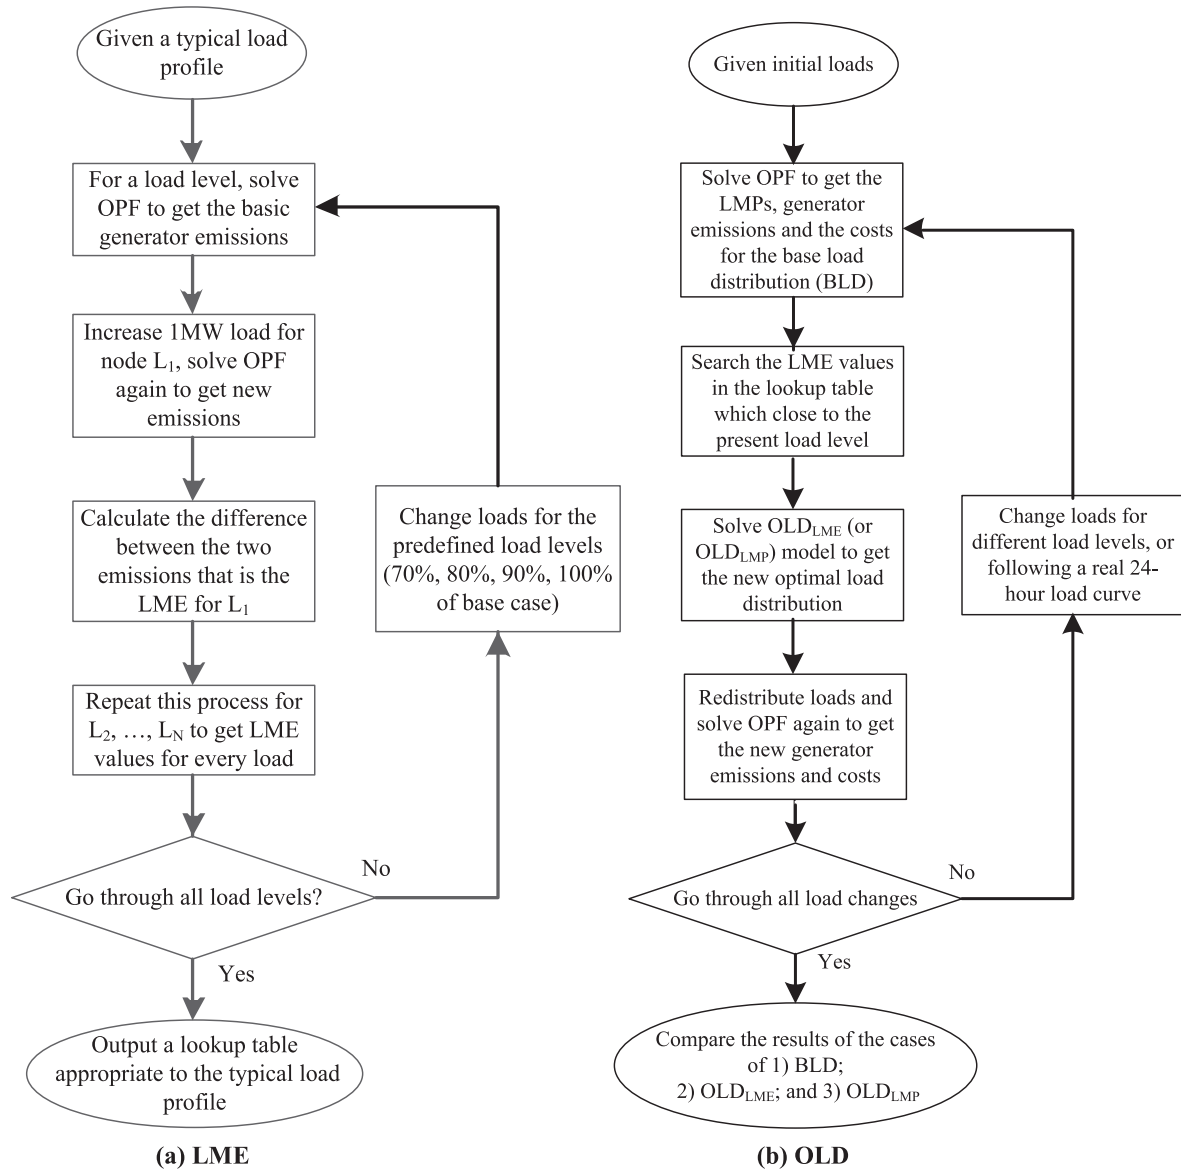 Given a typical load
profile
For a load level, solve
OPF to get the basic
generator emissions
Increase 1MW load for
node L₁, solve OPF
again to get new
emissions
Calculate the difference
between the two
emissions that is the
LME for L₁
Change loads for the
predefined load levels
(70%, 80%, 90%, 100%
of base case)
Repeat this process for
L₂, …, L_N to get LME
values for every load
Go through all load levels?
No
Yes
Output a lookup table
appropriate to the typical load
profile
(a) LME
Given initial loads
Solve OPF to get the
LMPs, generator
emissions and the costs
for the base load
distribution (BLD)
Search the LME values
in the lookup table
which close to the
present load level
Solve OLD_LME (or
OLD_LMP) model to get
the new optimal load
distribution
Change loads for
different load levels, or
following a real 24-
hour load curve
Redistribute loads and
solve OPF again to get
the new generator
emissions and costs
Go through all load changes
No
Yes
Compare the results of the cases
of 1) BLD;
2) OLD_LME; and 3) OLD_LMP
(b) OLD